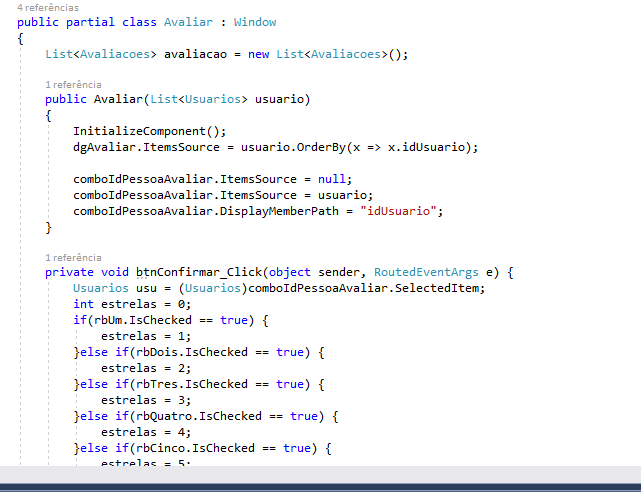 4 referências
public partial class Avaliar : Window
{
List<Avaliacoes> avaliacao = new List<Avaliacoes>();
1 referência
public Avaliar(List<Usuarios> usuario)
{
InitializeComponent();
dgAvaliar.ItemsSource = usuario.OrderBy(x => x.idUsuario);
comboIdPessoaAvaliar.ItemsSource = null;
comboIdPessoaAvaliar.ItemsSource = usuario;
comboIdPessoaAvaliar.DisplayMemberPath = "idUsuario";
}
1 referência
private void btnConfirmar_Click(object sender, RoutedEventArgs e) {
Usuarios usu = (Usuarios)comboIdPessoaAvaliar.SelectedItem;
int estrelas = 0;
if(rbUm.IsChecked == true) {
estrelas = 1;
}else if(rbDois.IsChecked == true) {
estrelas = 2;
}else if(rbTres.IsChecked == true) {
estrelas = 3;
}else if(rbQuatro.IsChecked == true) {
estrelas = 4;
}else if(rbCinco.IsChecked == true) {
estrelas = 5;